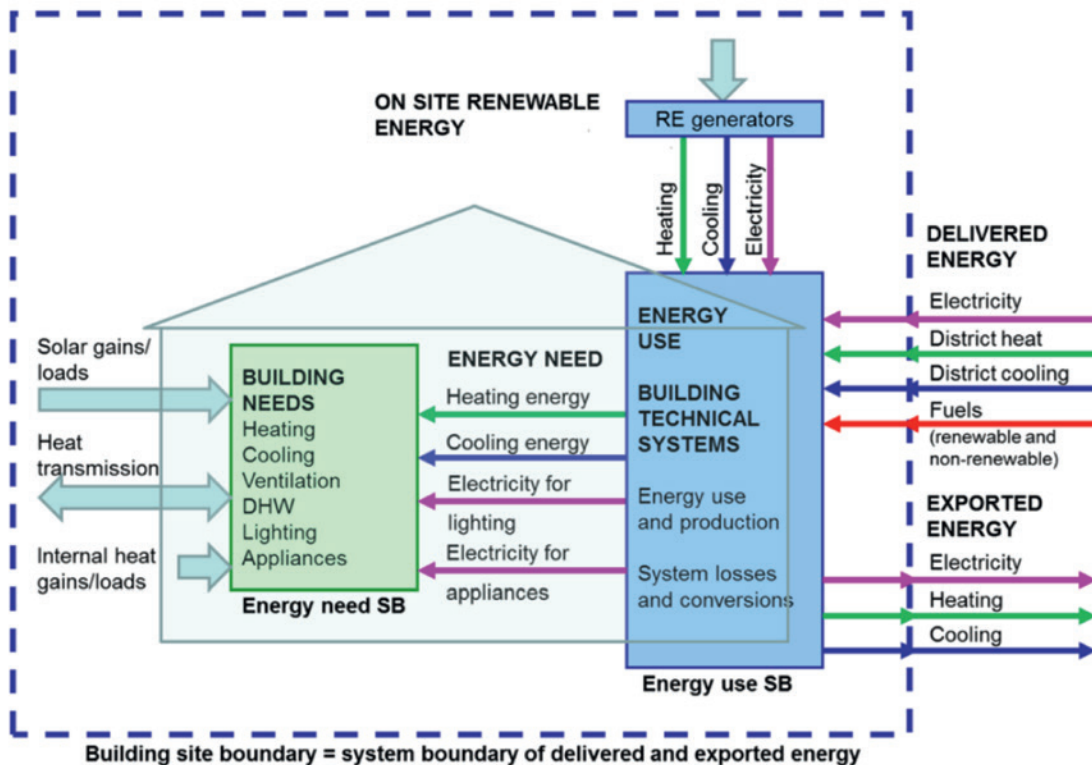 ON SITE RENEWABLE
ENERGY
RE generators
Heating
Cooling
Electricity
DELIVERED
ENERGY
Electricity
District heat
District cooling
Fuels
(renewable and
non-renewable)
EXPORTED
ENERGY
Electricity
Heating
Cooling
ENERGY
USE
BUILDING
TECHNICAL
SYSTEMS
Energy use
and production
System losses
and conversions
Energy use SB
ENERGY NEED
Heating energy
Cooling energy
Electricity for
lighting
Electricity for
appliances
BUILDING
NEEDS
Heating
Cooling
Ventilation
DHW
Lighting
Appliances
Energy need SB
Solar gains/
loads
Heat
transmission
Internal heat
gains/loads
Building site boundary = system boundary of delivered and exported energy